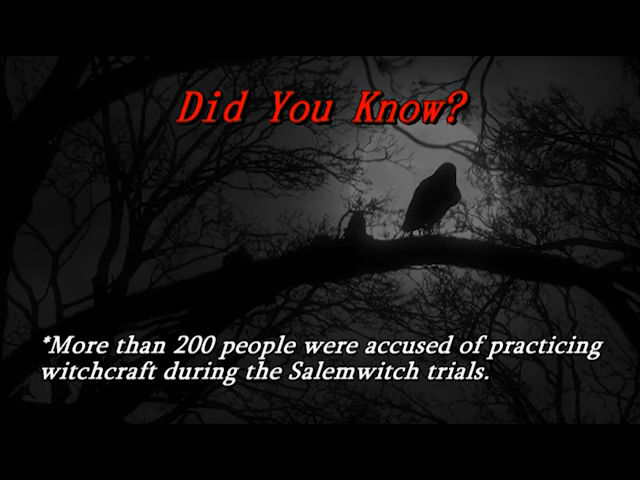 Did You Know?
*More than 200 people were accused of practicing
witchcraft during the Salemwitch trials.